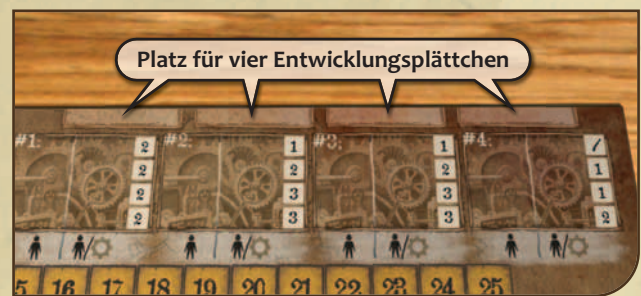 Platz für vier Entwicklungsplättchen
#1: #2: #3: #4:
2 1 1 /
2 2 2 1
2 3 3 1
2 3 3 2
/ / / /
5 16 17 18 19 20 21 22 23 24 25